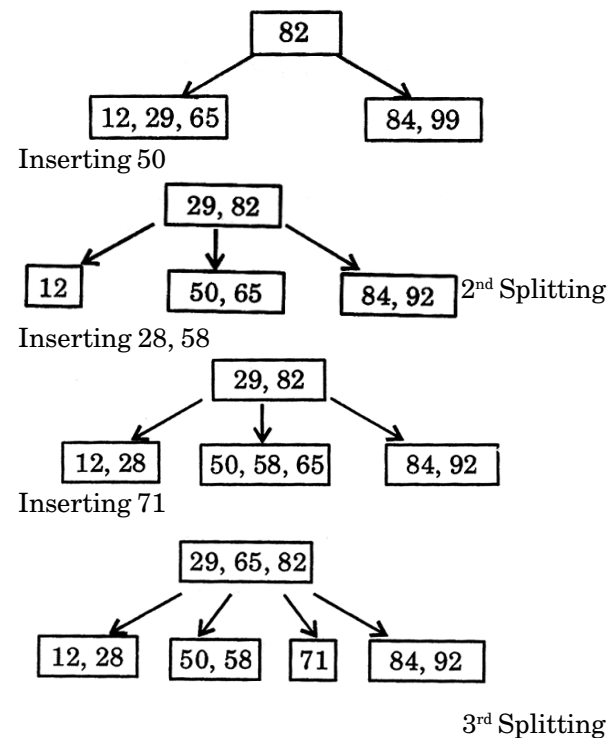 82
12, 29, 65 84, 99
Inserting 50
29, 82
12 50, 65 84, 92 2nd Splitting
Inserting 28, 58
29, 82
12, 28 50, 58, 65 84, 92
Inserting 71
29, 65, 82
12, 28 50, 58 71 84, 92
3rd Splitting